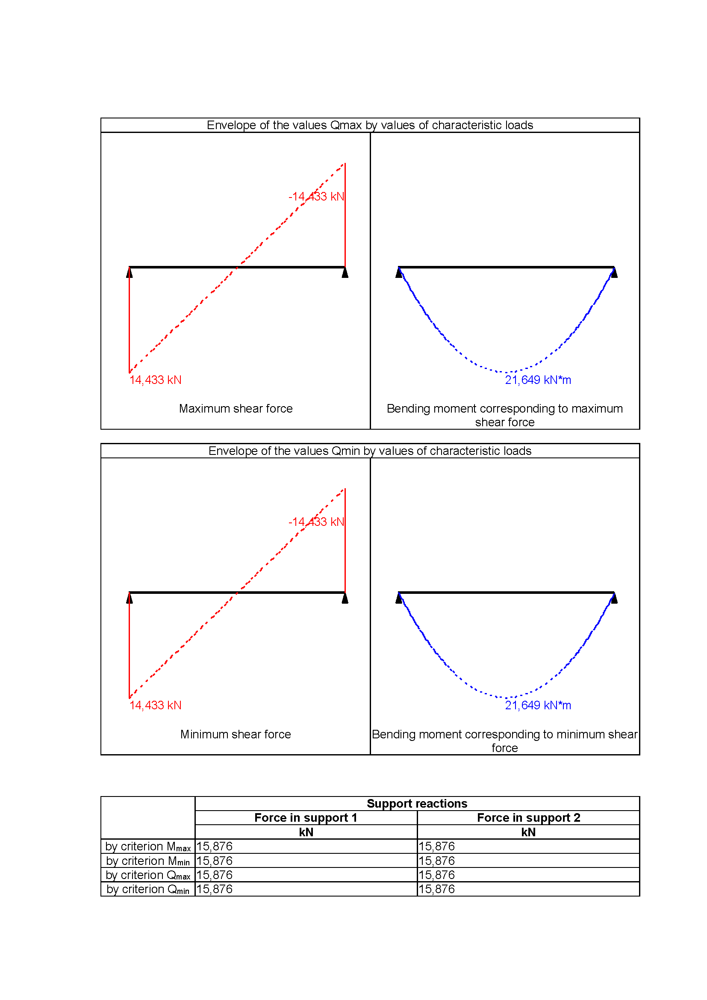 Envelope of the values Qmax by values of characteristic loads
-14,433 kN
14,433 kN
21,649 kN*m
Maximum shear force
Bending moment corresponding to maximum
shear force
Envelope of the values Qmin by values of characteristic loads
-14,433 kN
14,433 kN
21,649 kN*m
Minimum shear force
Bending moment corresponding to minimum shear
force
Support reactions
Force in support 1 Force in support 2
kN kN
by criterion Mmax 15,876 15,876
by criterion Mmin 15,876 15,876
by criterion Qmax 15,876 15,876
by criterion Qmin 15,876 15,876